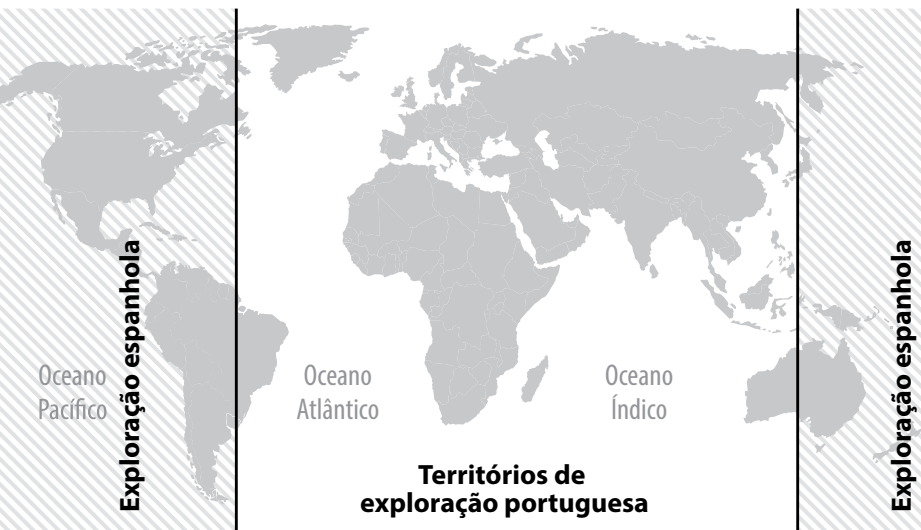 Exploração espanhola
Oceano
Pacífico
Oceano
Atlântico
Oceano
Índico
Territórios de
exploração portuguesa
Exploração espanhola